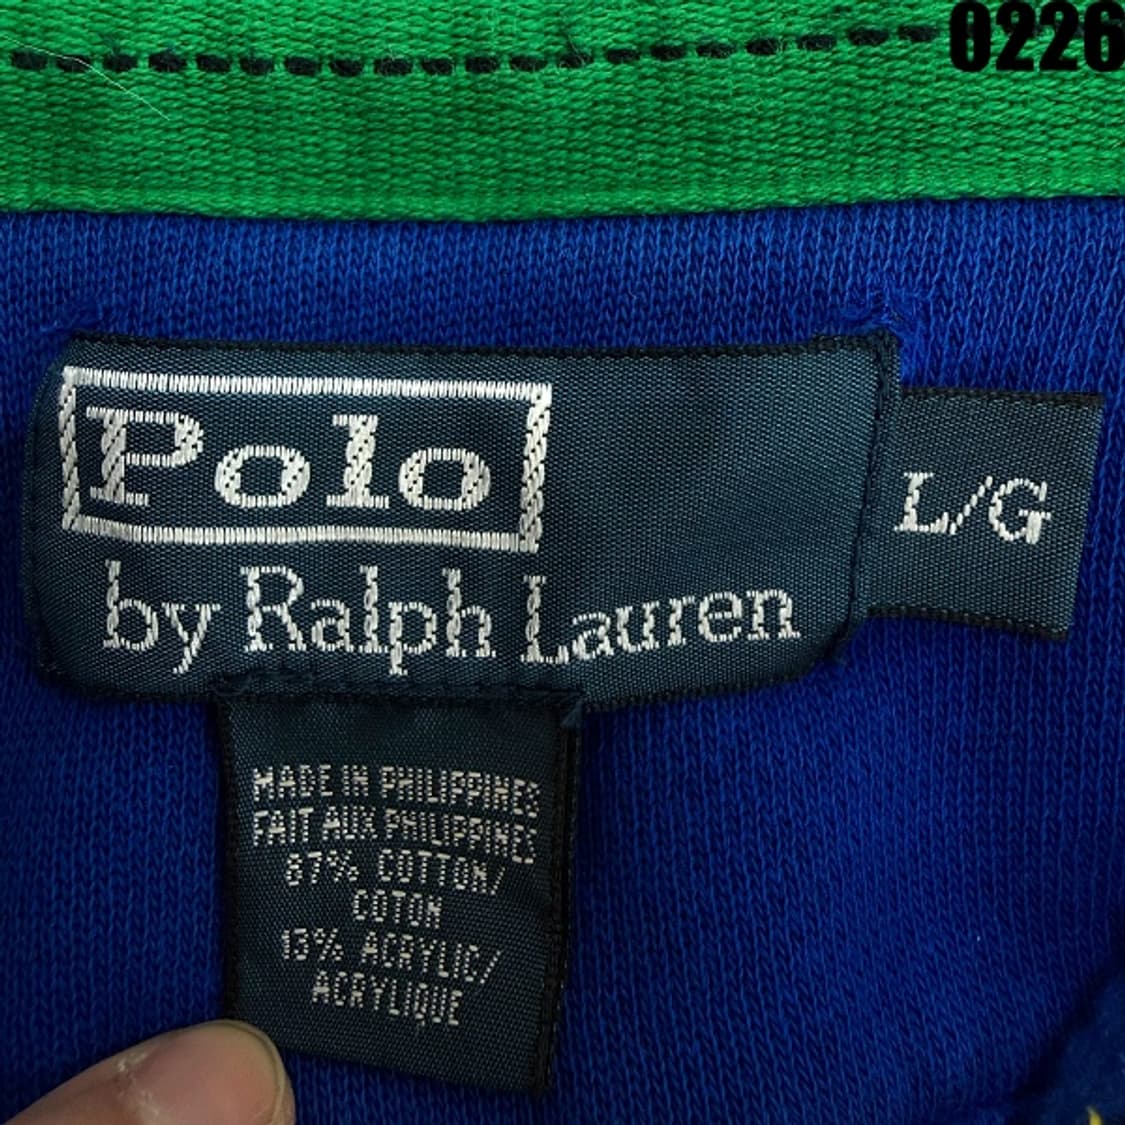 0226
Polo
by Ralph Lauren
L/G
MADE IN PHILIPPINES
FAIT AUX PHILIPPINES
87% COTTON/
COTON
13% ACRYLIC/
ACRYLIQUE